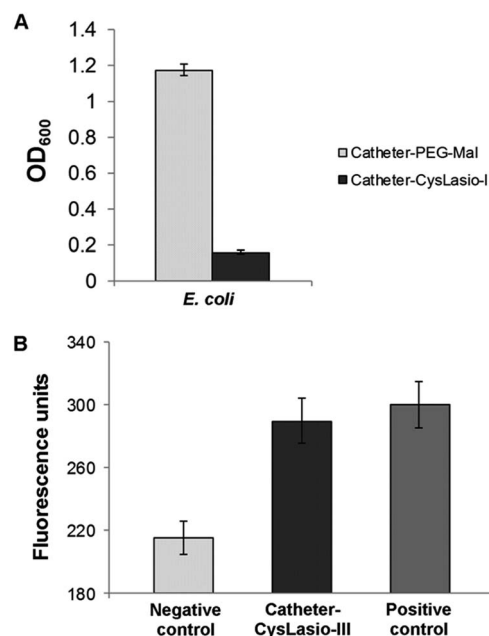 A
1.4
1.2
1
0.8
0.6
0.4
0.2
0
OD600
E. coli
Catheter-PEG-Mal
Catheter-CysLasio-I
B
340
300
260
220
180
Fluorescence units
Negative
control
Catheter-
CysLasio-III
Positive
control